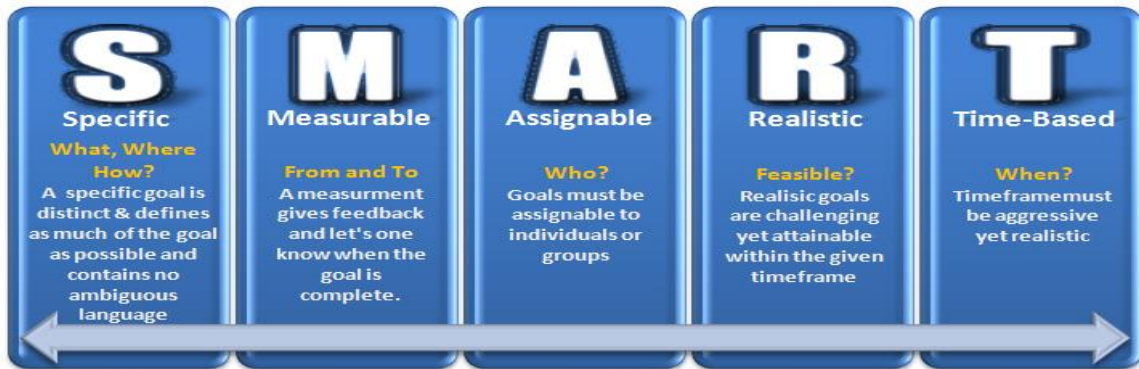 S
Specific
What, Where
How?
A specific goal is
distinct & defines
as much of the goal
as possible and
contains no
ambiguous
language
M
Measurable
From and To
A measurment
gives feedback
and let's one
know when the
goal is
complete.
A
Assignable
Who?
Goals must be
assignable to
individuals or
groups
R
Realistic
Feasible?
Realisic goals
are challenging
yet attainable
within the given
timeframe
T
Time-Based
When?
Timeframemust
be aggressive
yet realistic